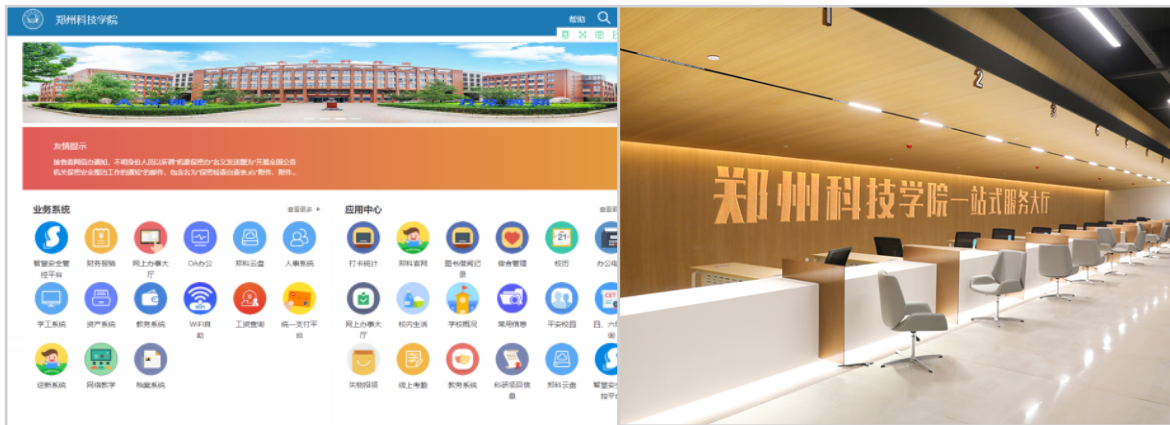 郑州科技学院
帮助
友情提示
业务系统
查看更多
应用中心
智慧安全管控平台
财务报销
网上办事大厅
OA办公
郑科云盘
人事系统
打卡统计
郑科官网
图书借阅记录
宿舍管理
校历
学工系统
资产系统
教务系统
WIFI自助
工资查询
统一支付平台
网上办事大厅
校内生活
学校概况
常用信息
平安校园
迎新系统
网络教学
档案系统
失物招领
线上考勤
教务系统
科研项目信息
郑科云盘
郑州科技学院一站式服务大厅
2
3